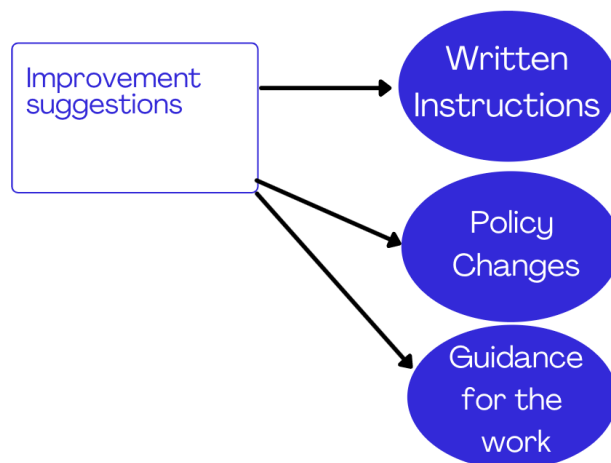 Improvement
suggestions
Written
Instructions
Policy
Changes
Guidance
for the
work